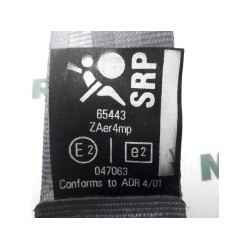 SRP
65443
ZAer4mp
E2
e2
047063
Conforms to ADR 4/01